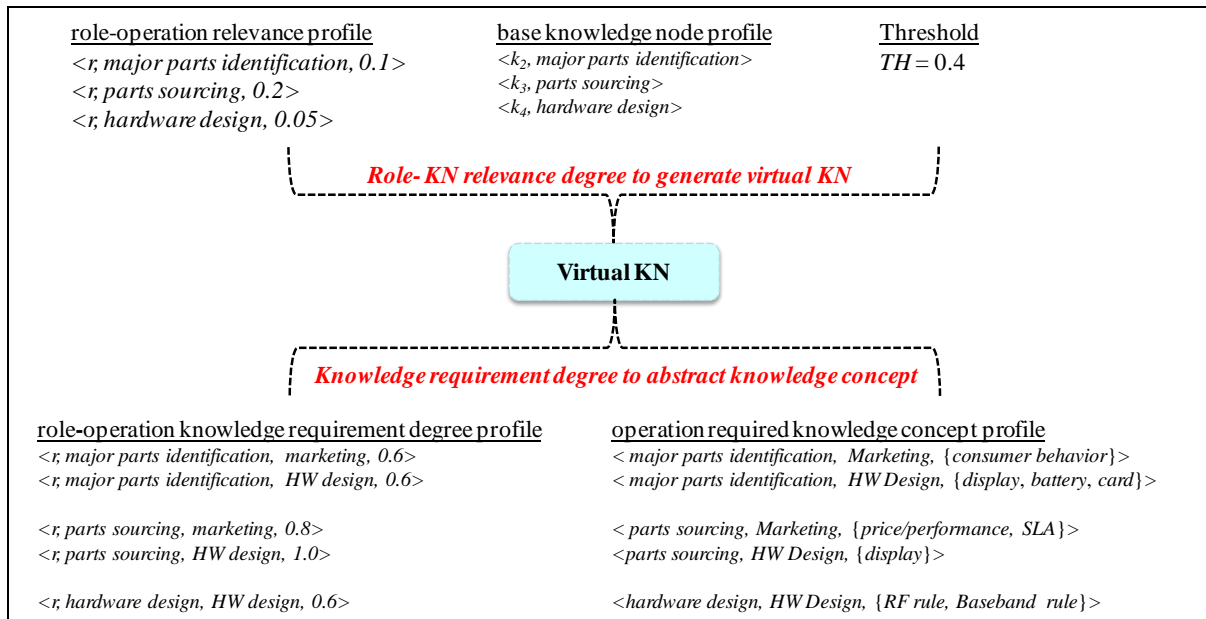 role-operation relevance profile
<r, major parts identification, 0.1>
<r, parts sourcing, 0.2>
<r, hardware design, 0.05>
base knowledge node profile
<k2, major parts identification>
<k3, parts sourcing>
<k4, hardware design>
Threshold
TH = 0.4
Role- KN relevance degree to generate virtual KN
Virtual KN
Knowledge requirement degree to abstract knowledge concept
role-operation knowledge requirement degree profile
<r, major parts identification, marketing, 0.6>
<r, major parts identification, HW design, 0.6>
<r, parts sourcing, marketing, 0.8>
<r, parts sourcing, HW design, 1.0>
<r, hardware design, HW design, 0.6>
operation required knowledge concept profile
< major parts identification, Marketing, {consumer behavior}>
< major parts identification, HW Design, {display, battery, card}>
< parts sourcing, Marketing, {price/performance, SLA}>
<parts sourcing, HW Design, {display}>
<hardware design, HW Design, {RF rule, Baseband rule}>